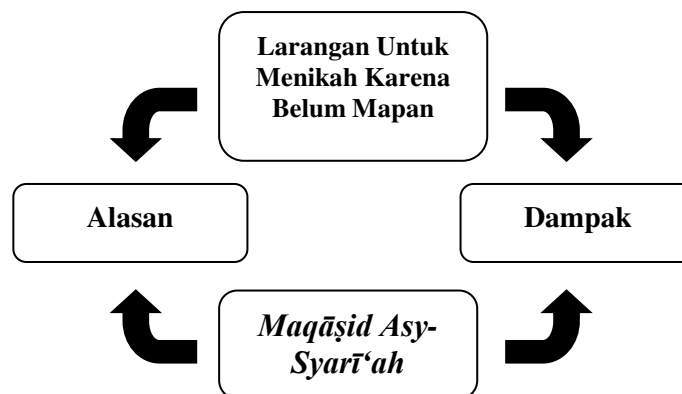 Larangan Untuk
Menikah Karena
Belum Mapan
Alasan
Dampak
Maqāṣid Asy-
Syarī‘ah